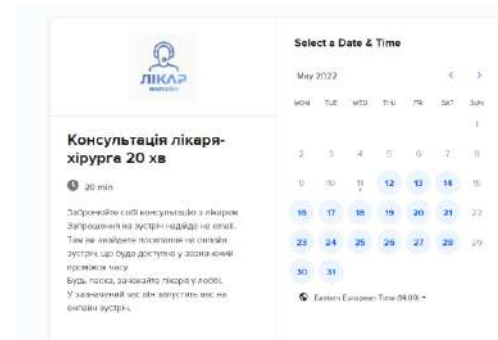 ЛІКАР
онлайн
Консультація лікаря-
хірурга 20 хв
20 min
Забронюйте собі консультацію з лікарем
Запрошення на зустріч надійде на email.
Там ви знайдете посилання на онлайн
зустріч, що буде доступна у зазначений
проміжок часу.
Будь ласка, зачекайте лікаря у лоббі.
У зазначений час він запустить вас на
онлайн зустріч.
Select a Date & Time
May 2022
MON TUE WED THU FRI SAT SUN
1
2 3 4 5 6 7 8
9 10 11 12 13 14 15
16 17 18 19 20 21 22
23 24 25 26 27 28 29
30 31
Eastern European Time (14:09)